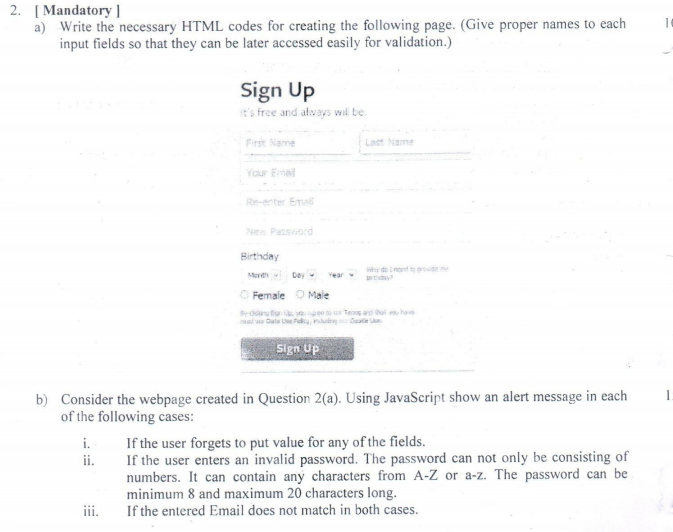 2. [ Mandatory ]
a) Write the necessary HTML codes for creating the following page. (Give proper names to each
input fields so that they can be later accessed easily for validation.)
Sign Up
It's free and always will be.
First Name Last Name
Your Email
Re-enter Email
New Password
Birthday
Month Day Year Why do I need to provide my
birthday?
Female Male
By clicking Sign Up, you agree to our Terms and that you have
read our Data Use Policy, including our Cookie Use.
Sign Up
b) Consider the webpage created in Question 2(a). Using JavaScript show an alert message in each
of the following cases:
i. If the user forgets to put value for any of the fields.
ii. If the user enters an invalid password. The password can not only be consisting of
numbers. It can contain any characters from A-Z or a-z. The password can be
minimum 8 and maximum 20 characters long.
iii. If the entered Email does not match in both cases.